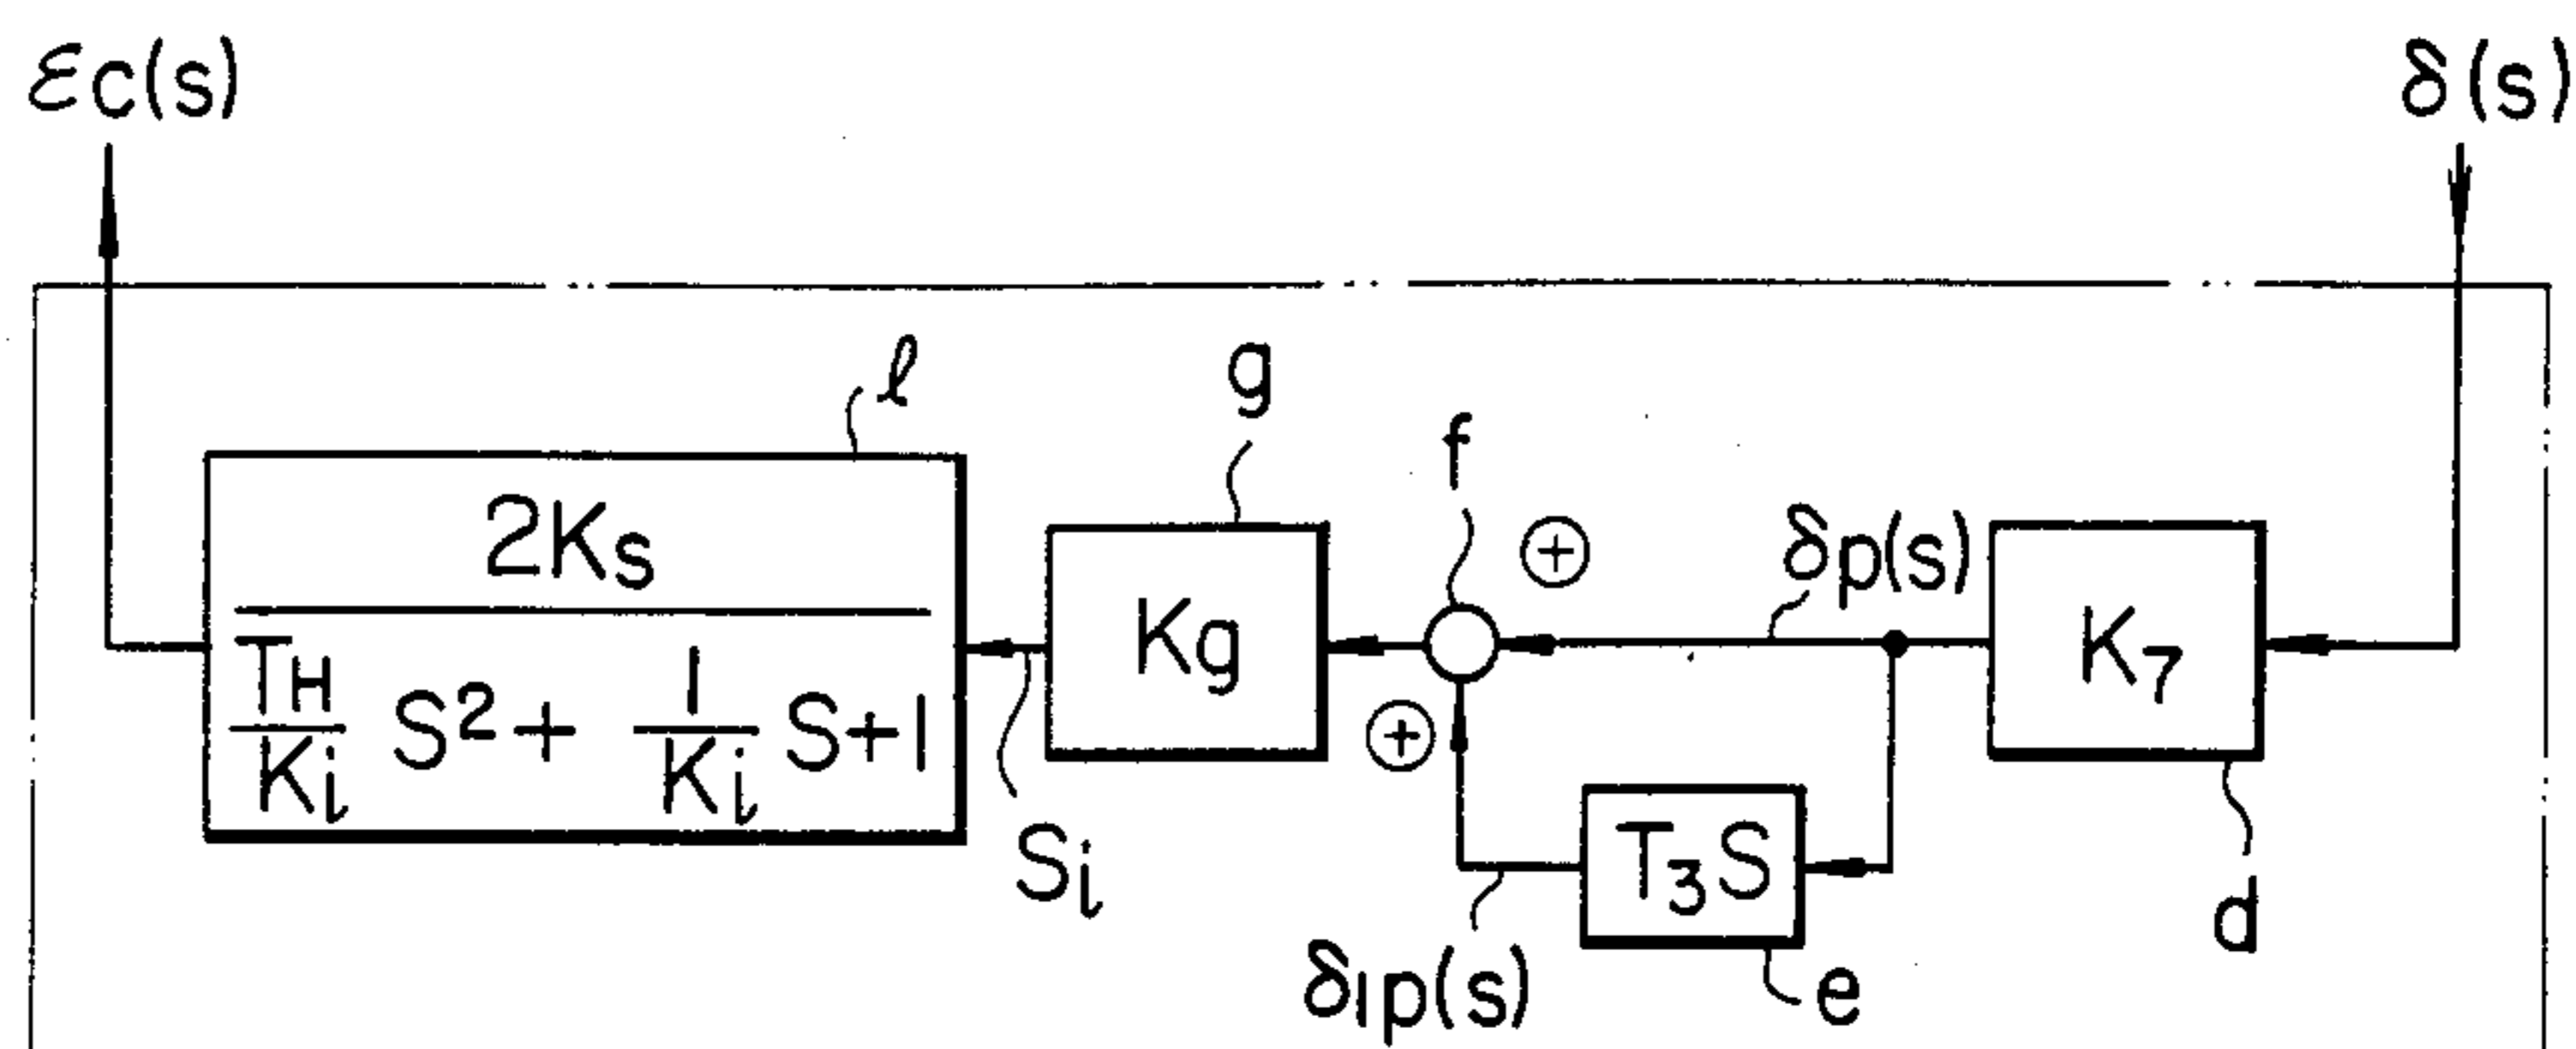 εc(s)
δ(s)
ℓ
g
f
2Ks
TH/Ki S² + 1/Ki S+1
Kg
⊕
δp(s)
K7
⊕
Si
T3S
δ1p(s)
e
d